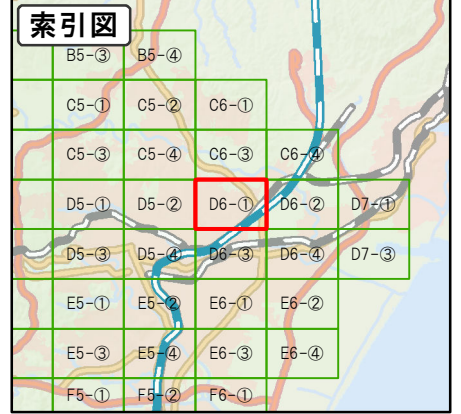 索引図
B5-③ B5-④
C5-① C5-② C6-①
C5-③ C5-④ C6-③ C6-④
D5-① D5-② D6-① D6-② D7-①
D5-③ D5-④ D6-③ D6-④ D7-③
E5-① E5-② E6-① E6-②
E5-③ E5-④ E6-③ E6-④
F5-① F5-② F6-①